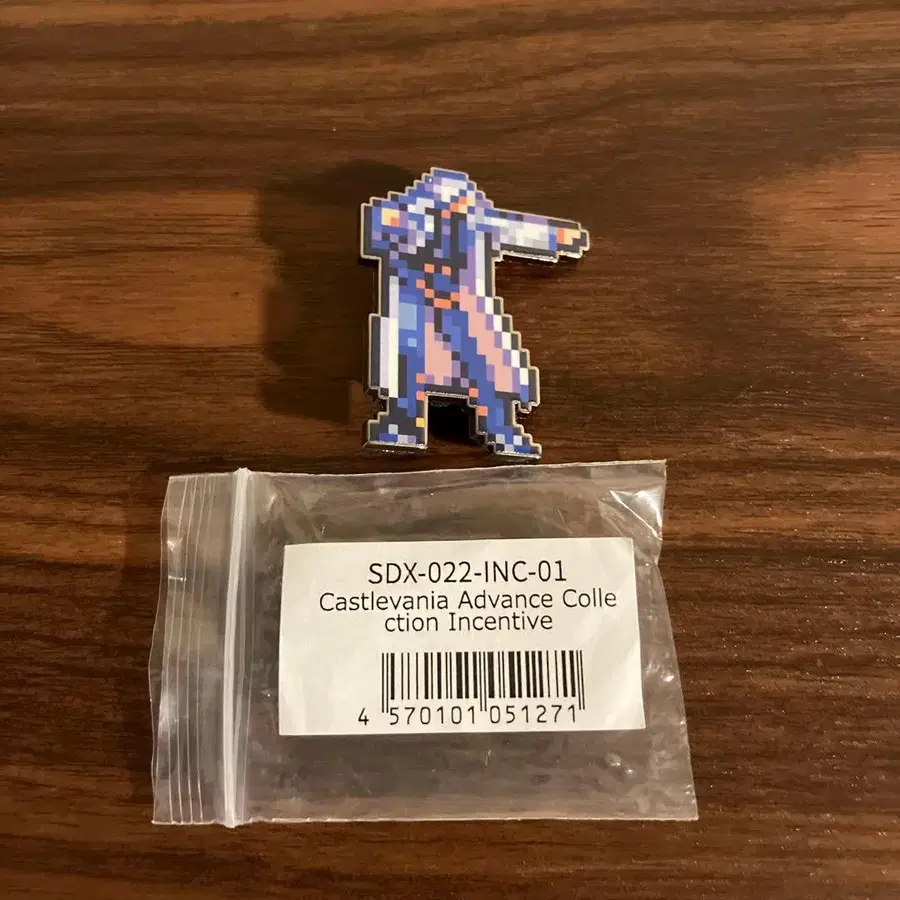 SDX-022-INC-01
Castlevania Advance Colle
ction Incentive
4 570101 051271